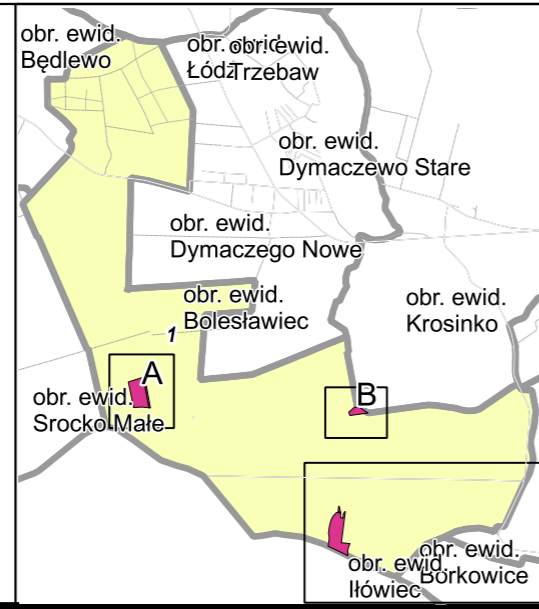 obr. ewid.
Będlewo
obr. ewid.
Łódź
obr. ewid.
Trzebaw
obr. ewid.
Dymaczewo Stare
obr. ewid.
Dymaczego Nowe
obr. ewid.
Bolesławiec
obr. ewid.
Krosinko
1
A
B
obr. ewid.
Srocko Małe
obr. ewid.
Iłówiec
obr. ewid.
Borkowice